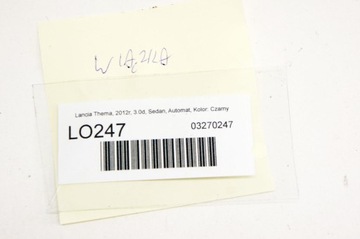 WIĄZKA
Lancia Thema, 2012r, 3.0d, Sedan, Automat, Kolor: Czarny
LO247
03270247